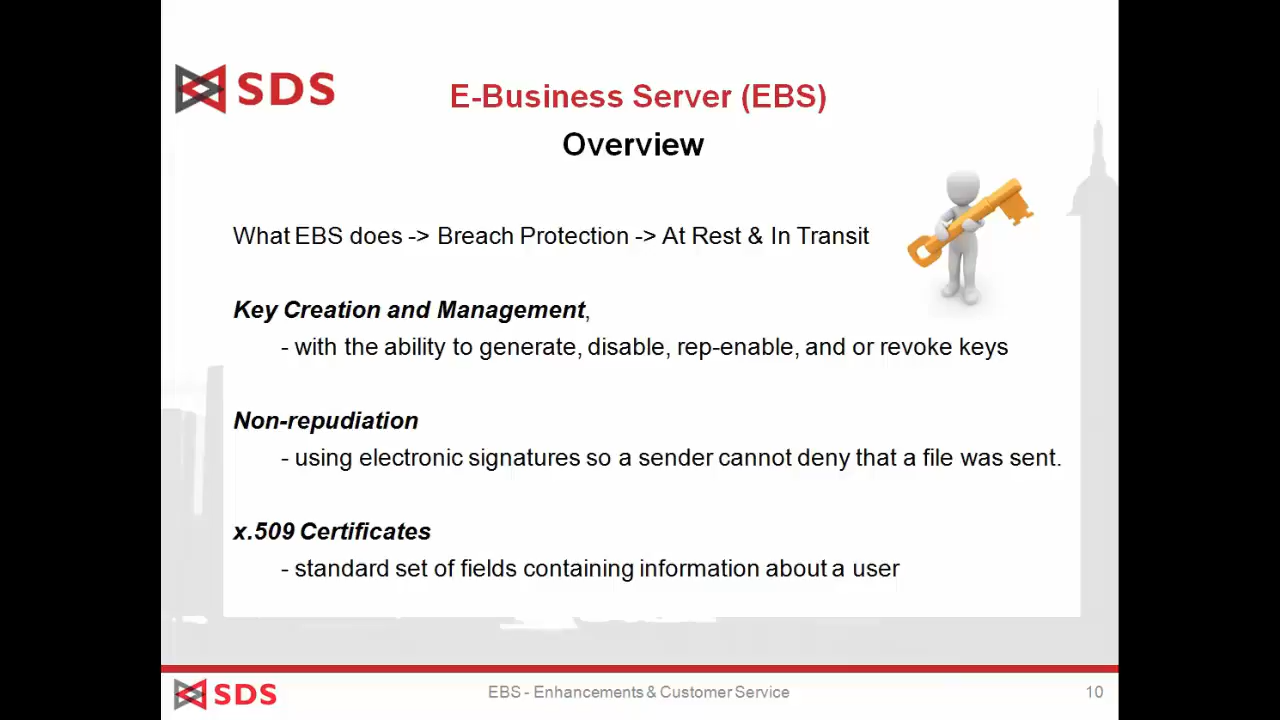 SDS
E-Business Server (EBS)
Overview
What EBS does -> Breach Protection -> At Rest & In Transit
Key Creation and Management,
- with the ability to generate, disable, rep-enable, and or revoke keys
Non-repudiation
- using electronic signatures so a sender cannot deny that a file was sent.
x.509 Certificates
- standard set of fields containing information about a user
SDS
EBS - Enhancements & Customer Service
10